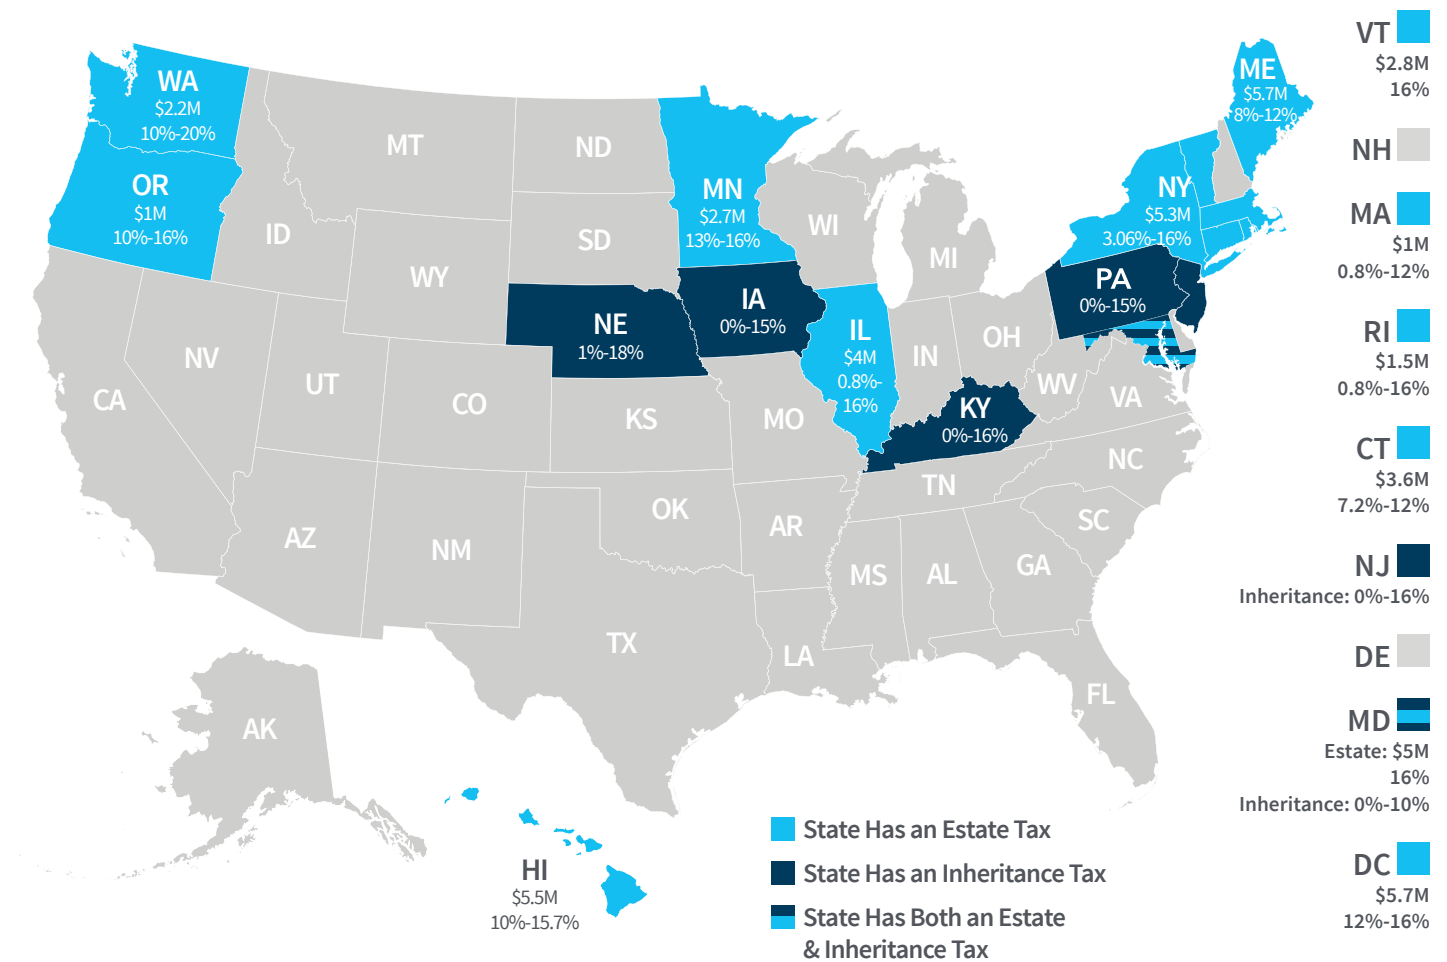 WA
$2.2M
10%-20%
OR
$1M
10%-16%
CA
NV
ID
MT
WY
UT
AZ
CO
NM
ND
SD
NE
1%-18%
KS
OK
TX
MN
$2.7M
13%-16%
IA
0%-15%
MO
AR
LA
WI
IL
$4M
0.8%-
16%
MI
IN
OH
KY
0%-16%
TN
MS
AL
GA
FL
SC
NC
VA
WV
PA
0%-15%
NY
$5.3M
3.06%-16%
ME
$5.7M
8%-12%
AK
HI
$5.5M
10%-15.7%
VT
$2.8M
16%
NH
MA
$1M
0.8%-12%
RI
$1.5M
0.8%-16%
CT
$3.6M
7.2%-12%
NJ
Inheritance: 0%-16%
DE
MD
Estate: $5M
16%
Inheritance: 0%-10%
DC
$5.7M
12%-16%
State Has an Estate Tax
State Has an Inheritance Tax
State Has Both an Estate
& Inheritance Tax